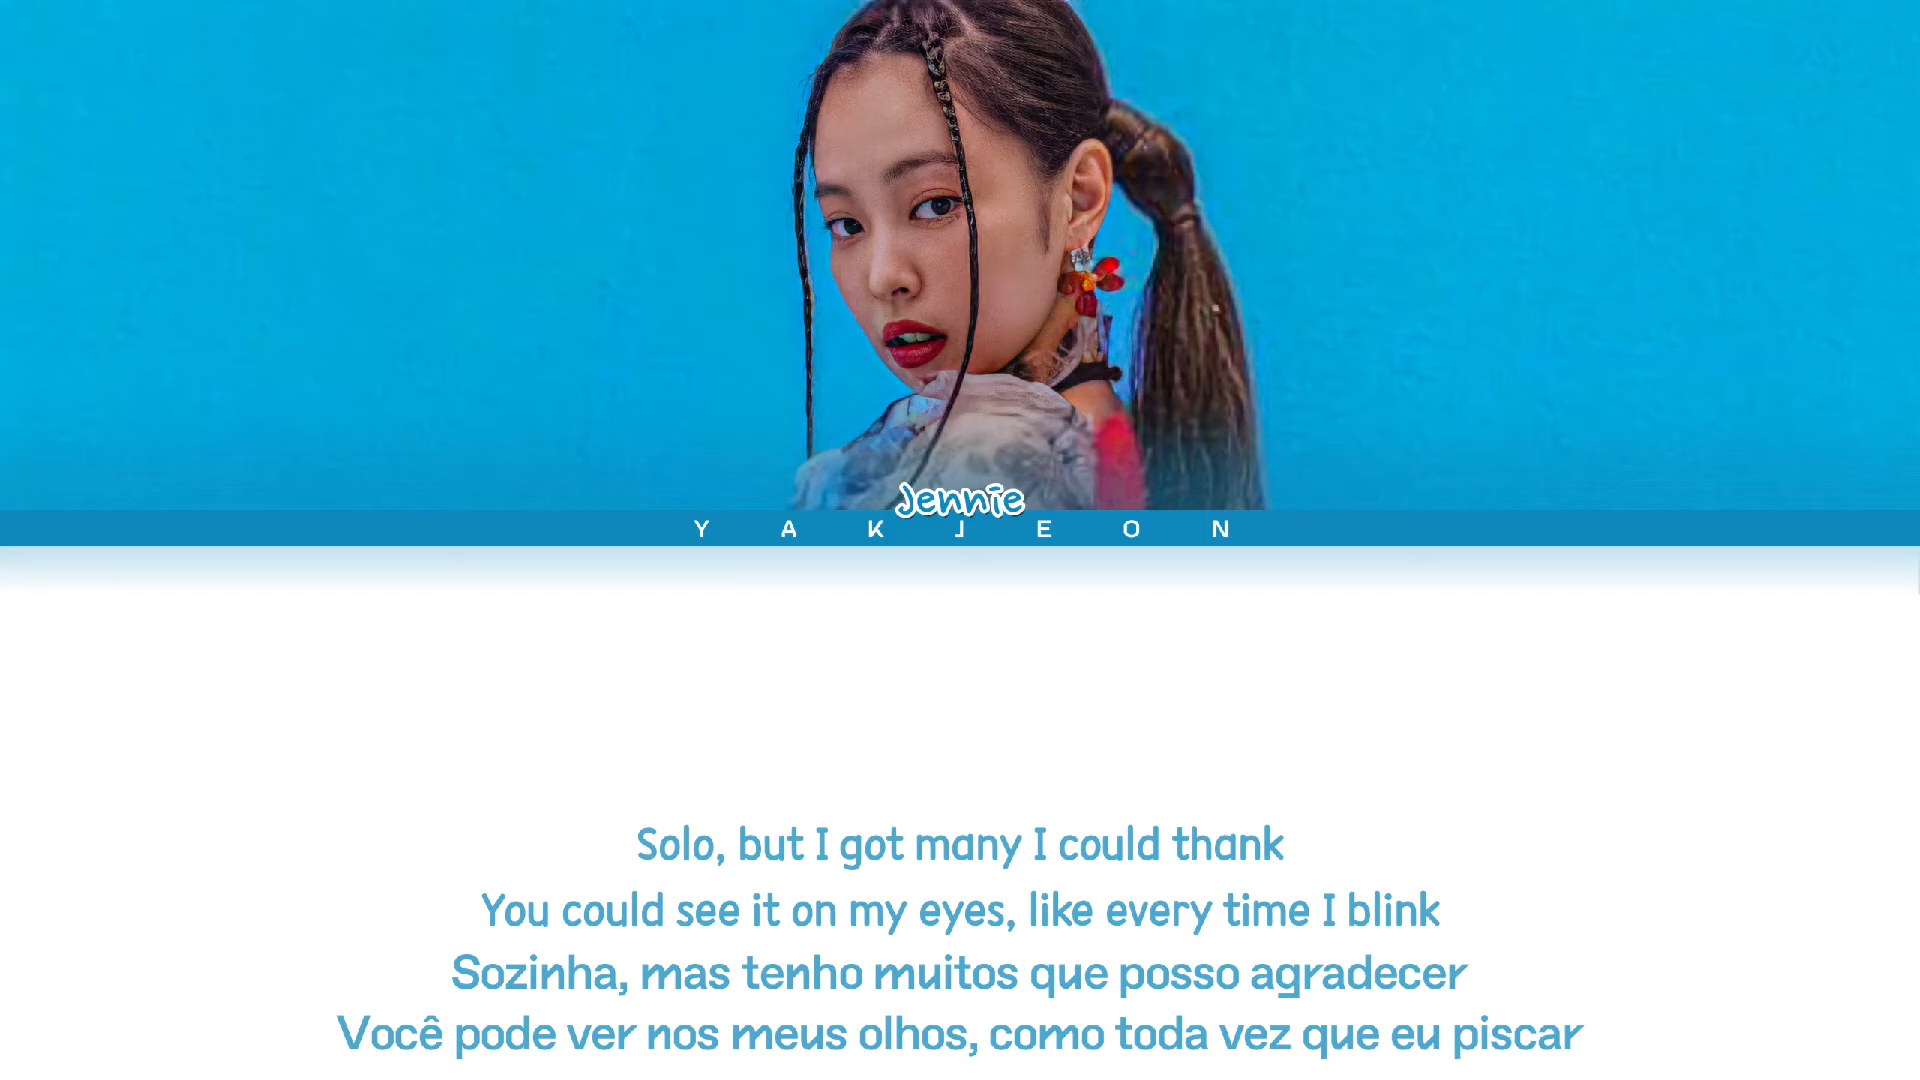 Jennie
YAKJEON
Solo, but I got many I could thank
You could see it on my eyes, like every time I blink
Sozinha, mas tenho muitos que posso agradecer
Você pode ver nos meus olhos, como toda vez que eu piscar